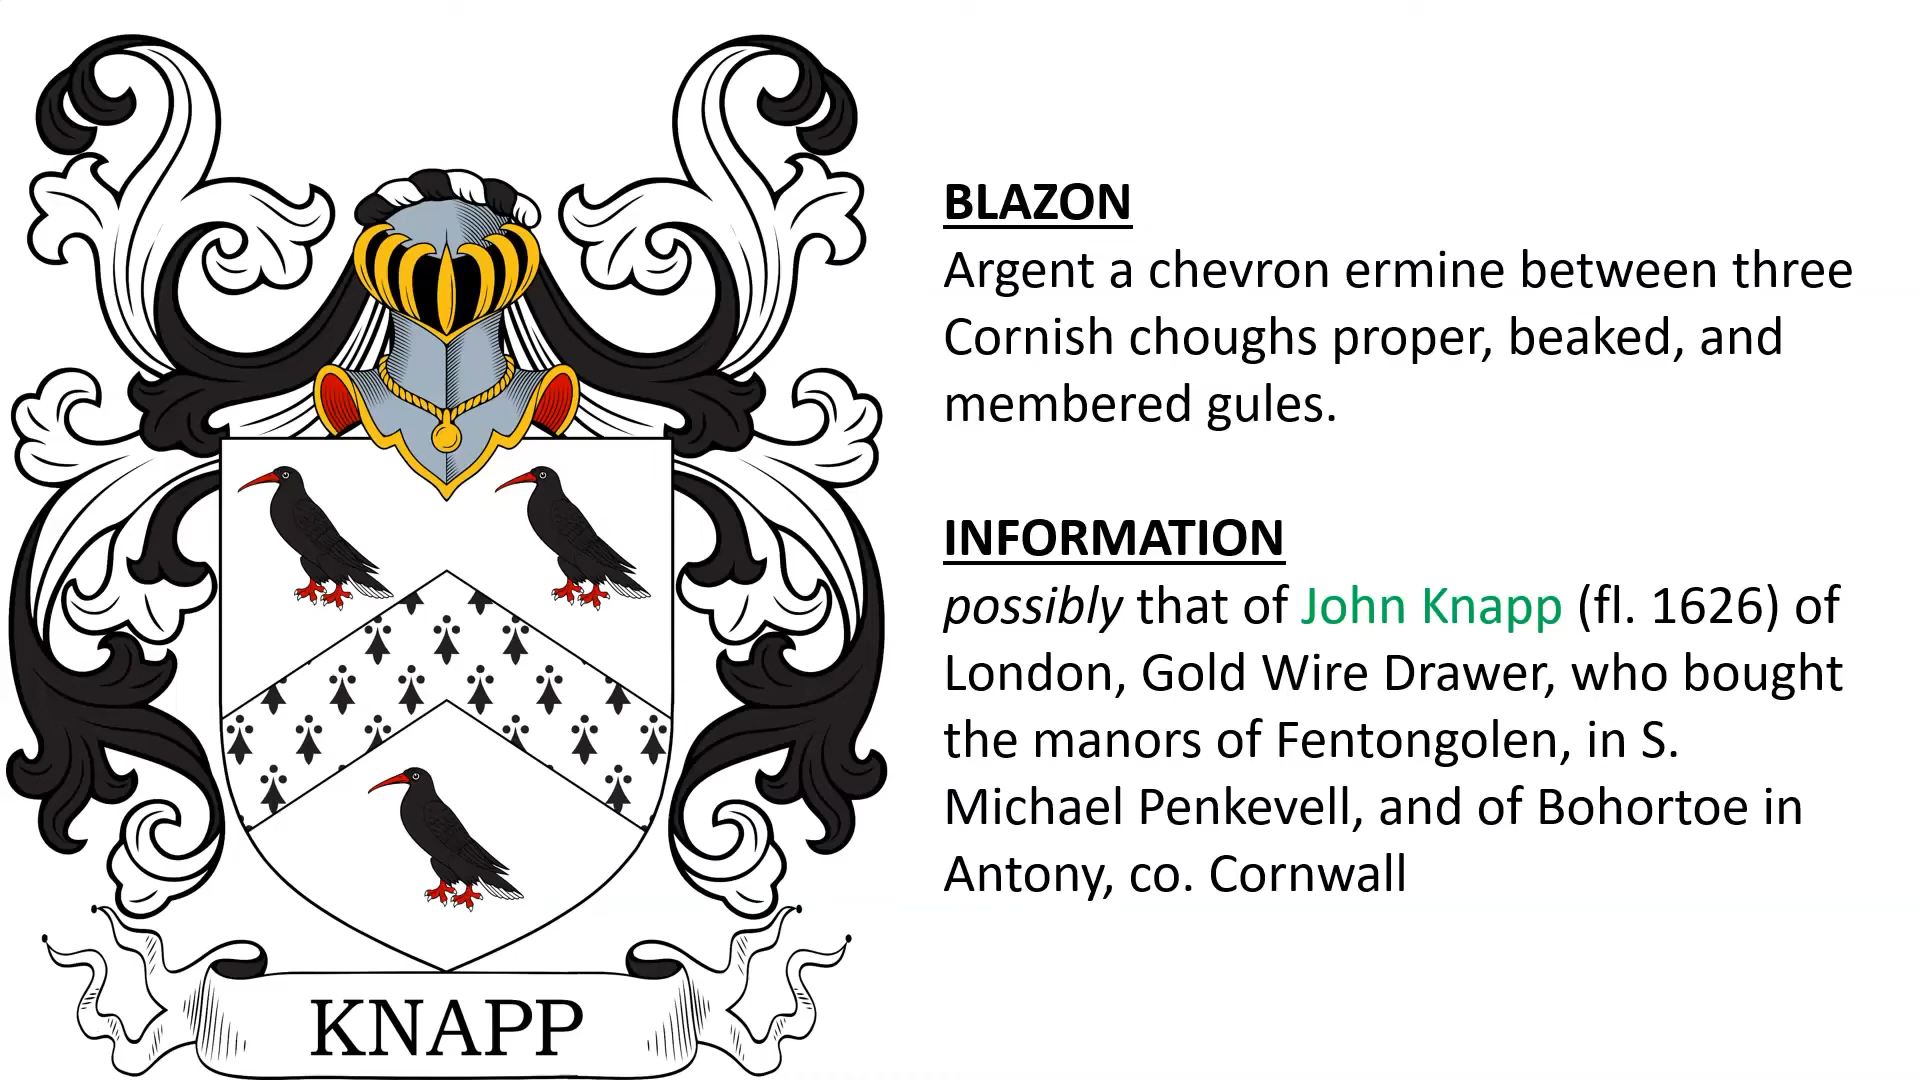 BLAZON
Argent a chevron ermine between three
Cornish choughs proper, beaked, and
membered gules.
INFORMATION
possibly that of John Knapp (fl. 1626) of
London, Gold Wire Drawer, who bought
the manors of Fentongolen, in S.
Michael Penkevell, and of Bohortoe in
Antony, co. Cornwall
KNAPP